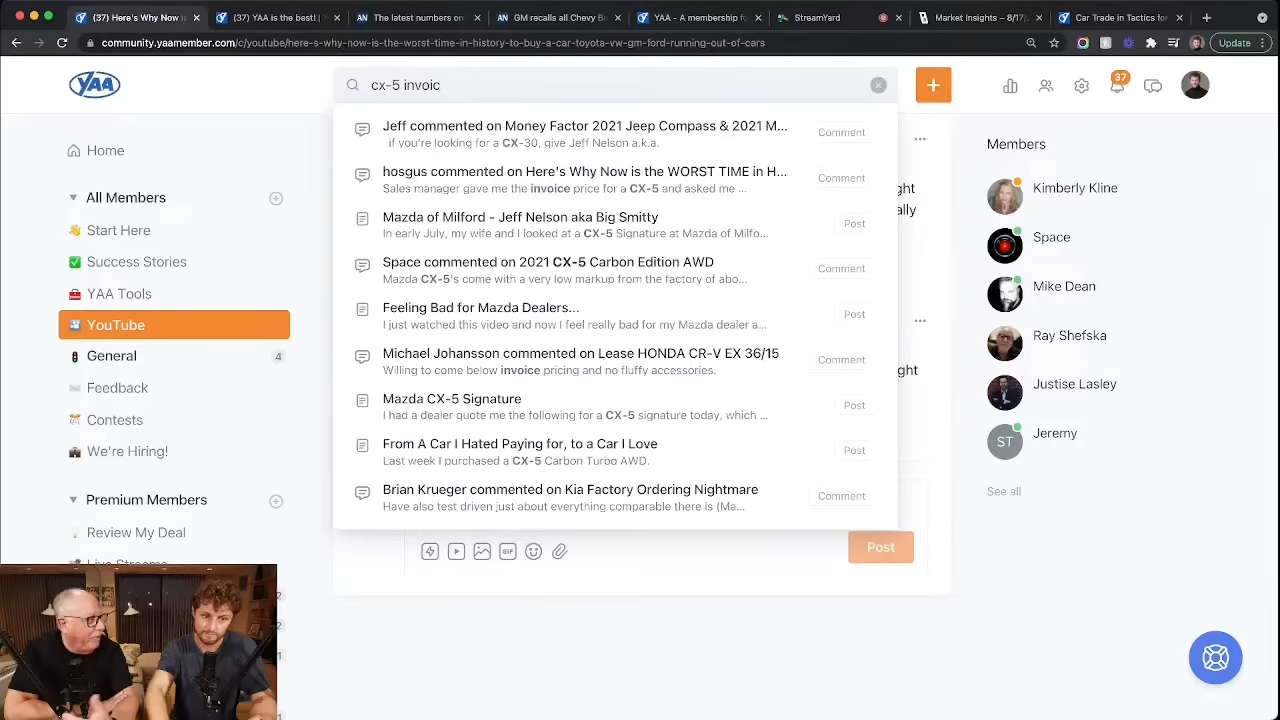 (37) Here's Why Now is
(37) YAA is the best! |
The latest numbers on
GM recalls all Chevy Bo
YAA - A membership fo
StreamYard
Market Insights – 8/17/
Car Trade in Tactics for
community.yaamember.com/c/youtube/here-s-why-now-is-the-worst-time-in-history-to-buy-a-car-toyota-vw-gm-ford-running-out-of-cars
Update
YAA
cx-5 invoic
37
Home
All Members
Start Here
Success Stories
YAA Tools
YouTube
General 4
Feedback
Contests
We're Hiring!
Premium Members
Review My Deal
Live Streams
Jeff commented on Money Factor 2021 Jeep Compass & 2021 M...
if you're looking for a CX-30, give Jeff Nelson a.k.a.
Comment
hosgus commented on Here's Why Now is the WORST TIME in H...
Sales manager gave me the invoice price for a CX-5 and asked me ...
Comment
Mazda of Milford - Jeff Nelson aka Big Smitty
In early July, my wife and I looked at a CX-5 Signature at Mazda of Milfo...
Post
Space commented on 2021 CX-5 Carbon Edition AWD
Mazda CX-5's come with a very low markup from the factory of abo...
Comment
Feeling Bad for Mazda Dealers...
I just watched this video and now I feel really bad for my Mazda dealer a...
Post
Michael Johansson commented on Lease HONDA CR-V EX 36/15
Willing to come below invoice pricing and no fluffy accessories.
Comment
Mazda CX-5 Signature
I had a dealer quote me the following for a CX-5 signature today, which ...
Post
From A Car I Hated Paying for, to a Car I Love
Last week I purchased a CX-5 Carbon Turbo AWD.
Post
Brian Krueger commented on Kia Factory Ordering Nightmare
Have also test driven just about everything comparable there is (Ma...
Comment
ght
ally
ght
GIF
Post
Members
Kimberly Kline
Space
Mike Dean
Ray Shefska
Justise Lasley
ST
Jeremy
See all